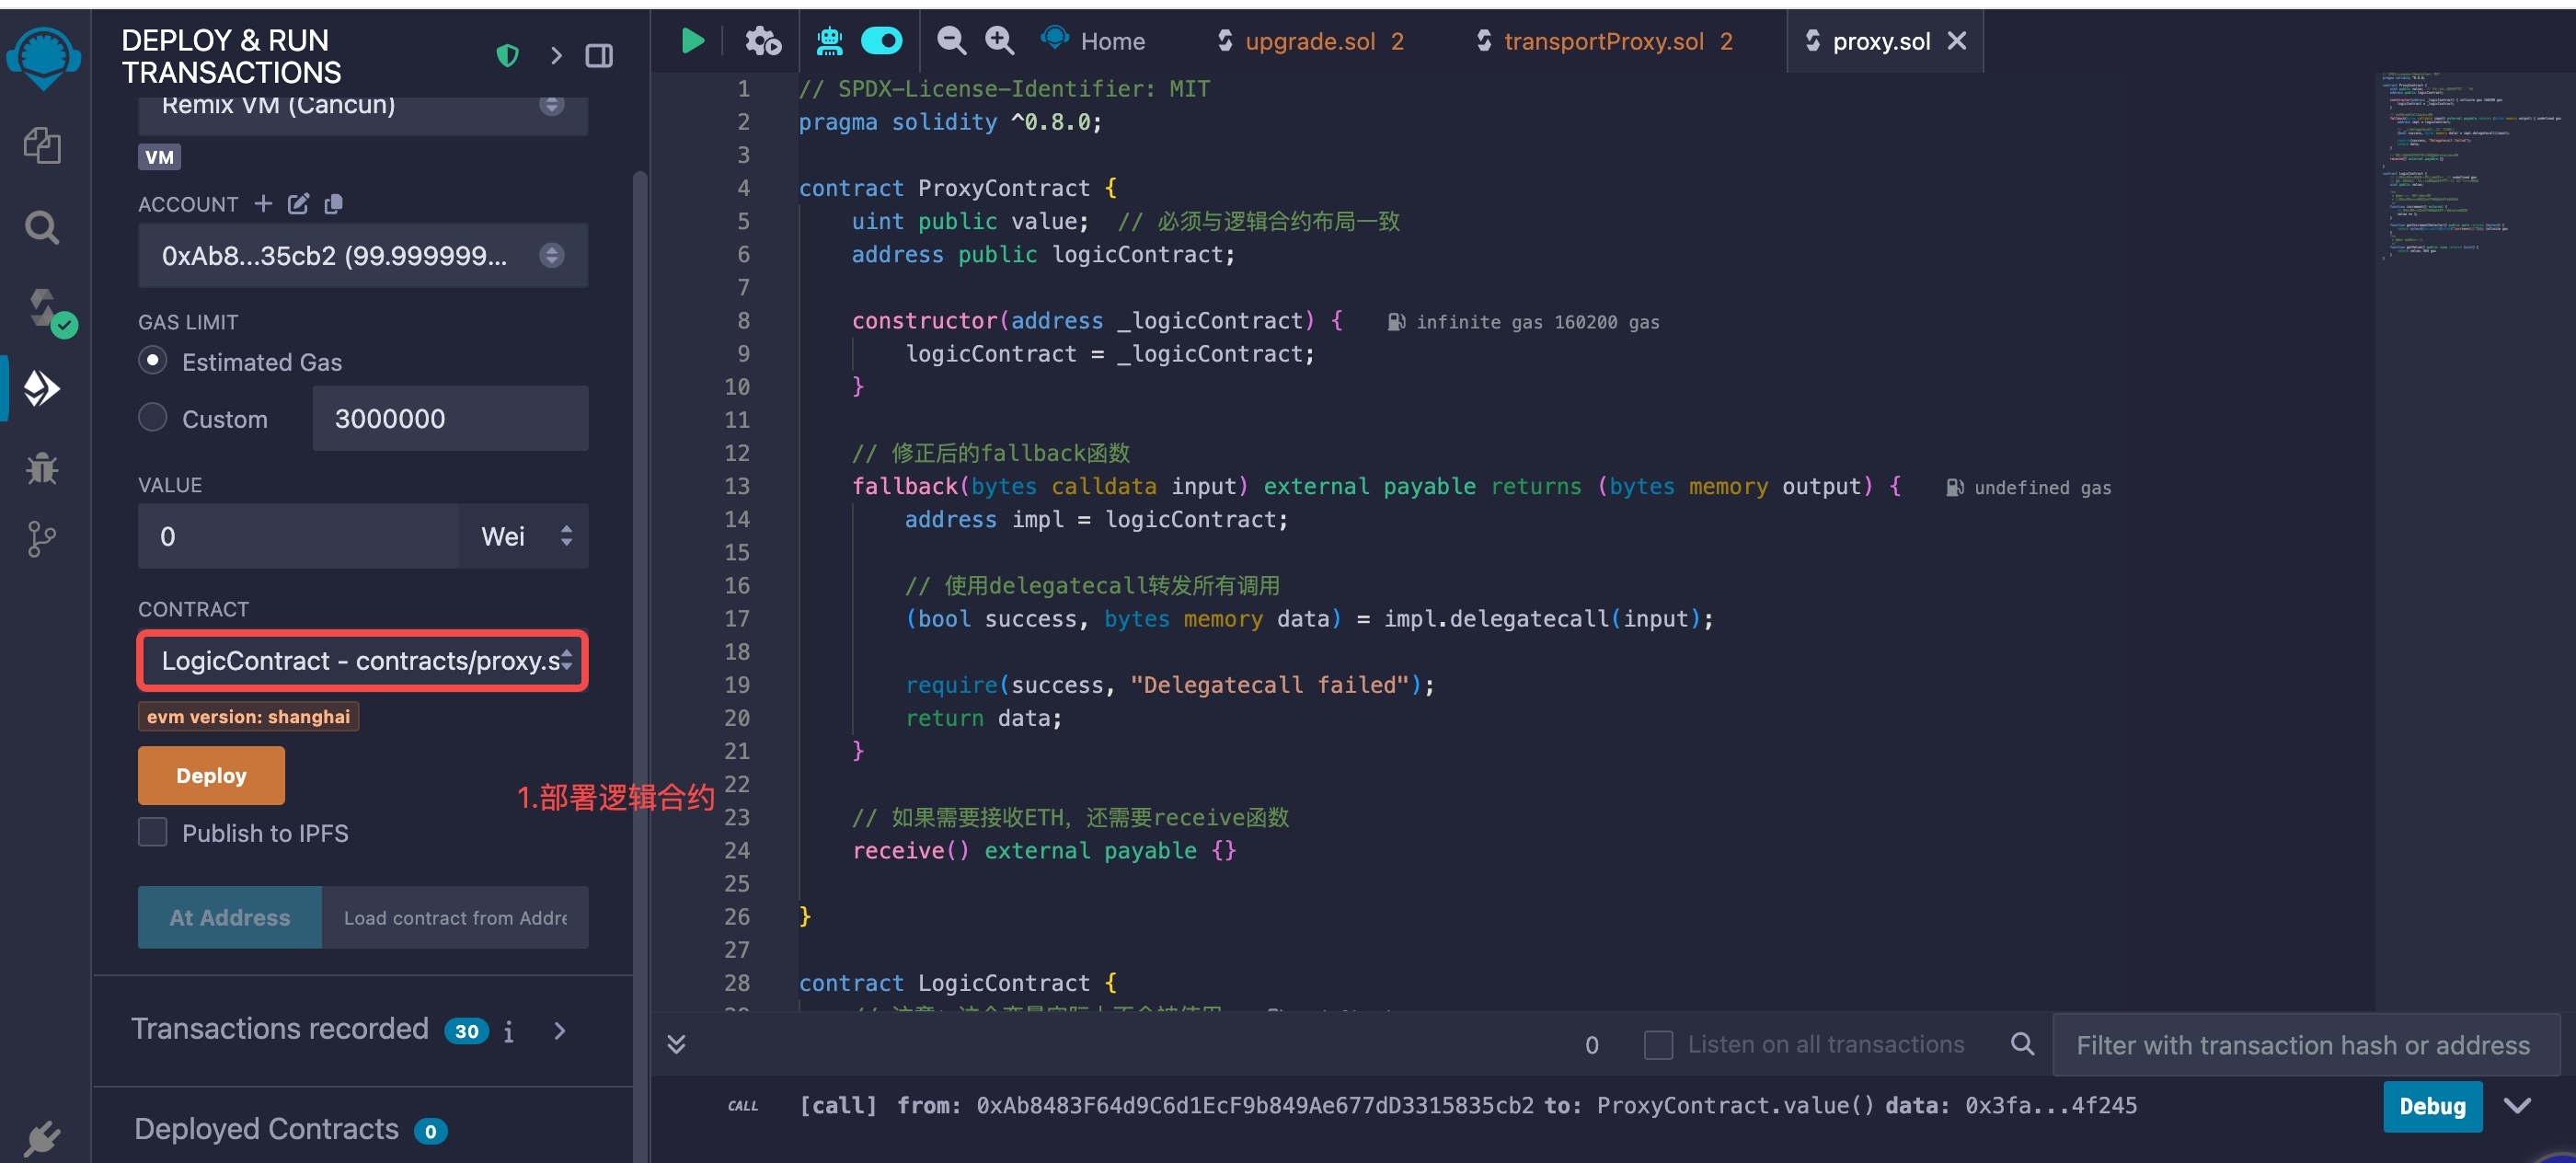 DEPLOY & RUN
TRANSACTIONS
Remix VM (Cancun)
VM
ACCOUNT
0xAb8...35cb2 (99.999999...
GAS LIMIT
Estimated Gas
Custom
3000000
VALUE
0
Wei
CONTRACT
LogicContract - contracts/proxy.s
evm version: shanghai
Deploy
1.部署逻辑合约
Publish to IPFS
At Address
Load contract from Addre
Transactions recorded 30 i
Deployed Contracts 0
Home
upgrade.sol 2
transportProxy.sol 2
proxy.sol
1 // SPDX-License-Identifier: MIT
2 pragma solidity ^0.8.0;
3
4 contract ProxyContract {
5 uint public value; // 必须与逻辑合约布局一致
6 address public logicContract;
7
8 constructor(address _logicContract) { infinite gas 160200 gas
9 logicContract = _logicContract;
10 }
11
12 // 修正后的fallback函数
13 fallback(bytes calldata input) external payable returns (bytes memory output) { undefined gas
14 address impl = logicContract;
15
16 // 使用delegatecall转发所有调用
17 (bool success, bytes memory data) = impl.delegatecall(input);
18
19 require(success, "Delegatecall failed");
20 return data;
21 }
22
23 // 如果需要接收ETH，还需要receive函数
24 receive() external payable {}
25
26 }
27
28 contract LogicContract {
0
Listen on all transactions
Filter with transaction hash or address
CALL [call] from: 0xAb8483F64d9C6d1EcF9b849Ae677dD3315835cb2 to: ProxyContract.value() data: 0x3fa...4f245
Debug